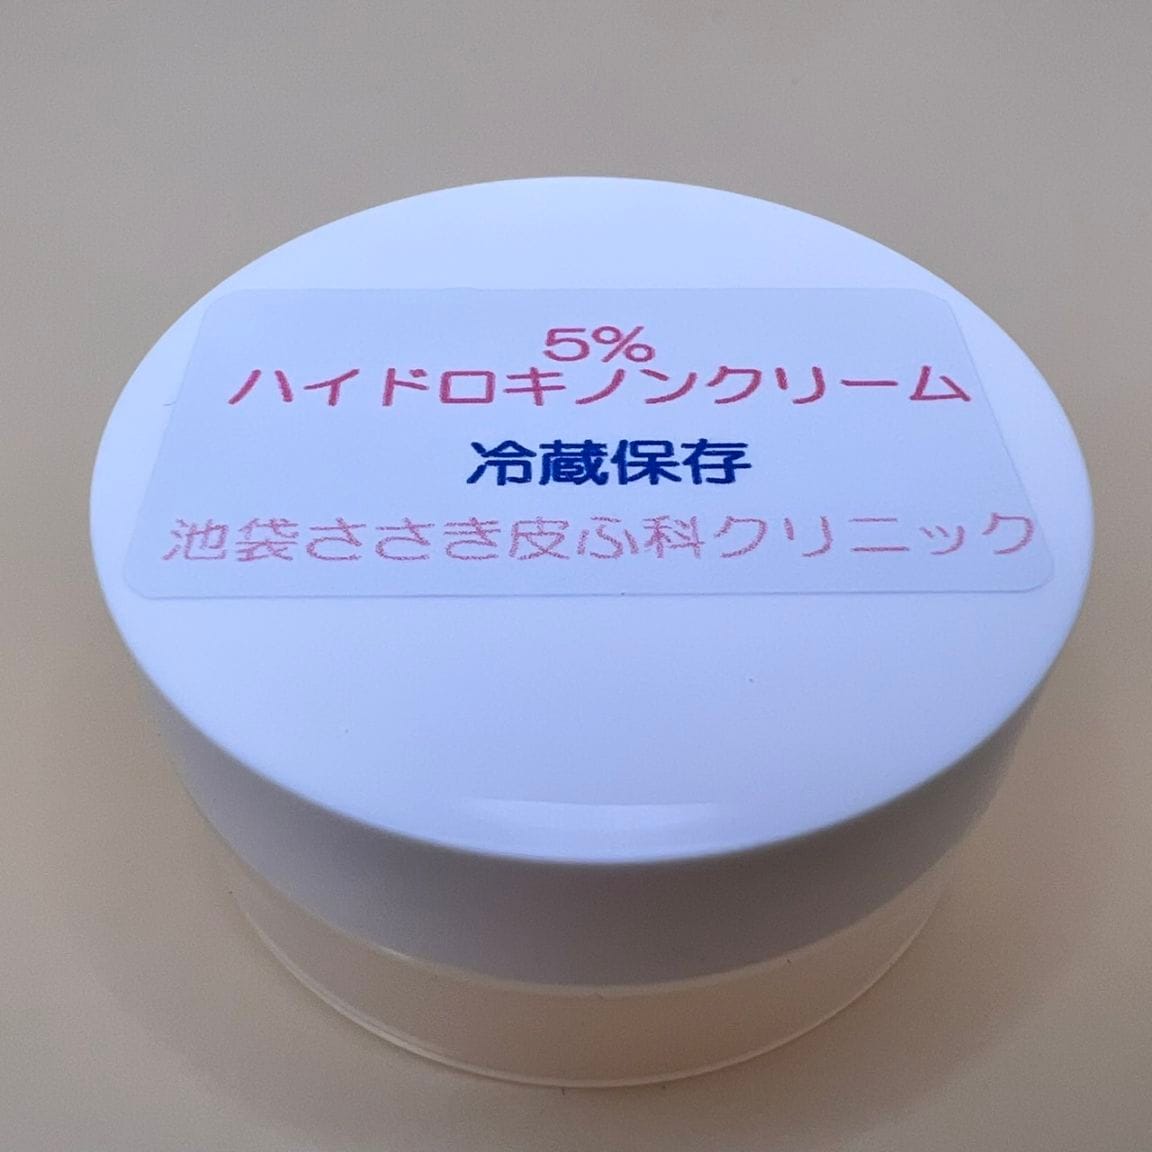 5%
ハイドロキノンクリーム
冷蔵保存
池袋ささき皮ふ科クリニック